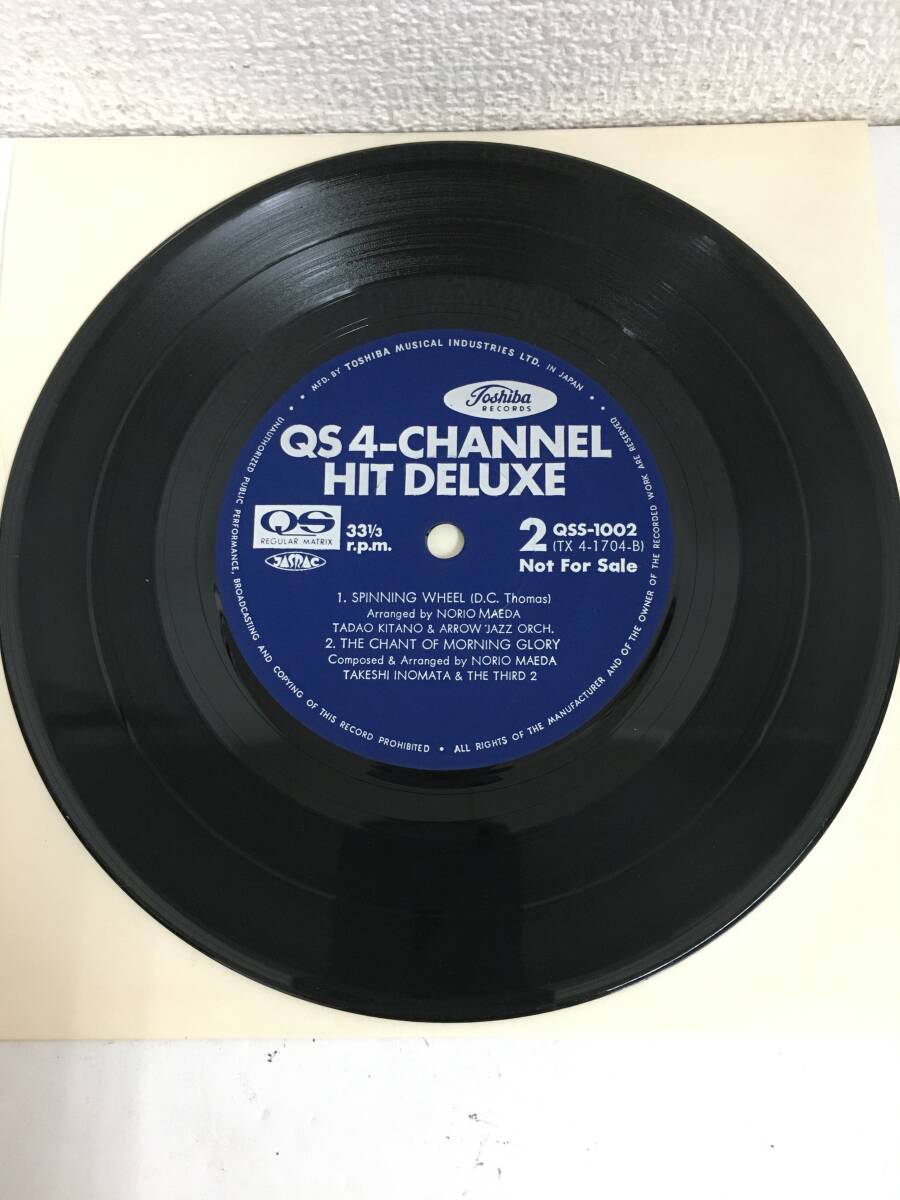 MFD. BY TOSHIBA MUSICAL INDUSTRIES LTD. IN JAPAN
Toshiba
RECORDS
QS 4-CHANNEL
HIT DELUXE
QS
REGULAR MATRIX
JASRAC
33 1/3
r.p.m.
2 QSS-1002
(TX 4-1704-B)
Not For Sale
1. SPINNING WHEEL (D.C. Thomas)
Arranged by NORIO MAEDA
TADAO KITANO & ARROW JAZZ ORCH.
2. THE CHANT OF MORNING GLORY
Composed & Arranged by NORIO MAEDA
TAKESHI INOMATA & THE THIRD 2
UNAUTHORIZED PUBLIC PERFORMANCE, BROADCASTING AND COPYING OF THIS RECORD PROHIBITED • ALL RIGHTS OF THE MANUFACTURER AND OF THE OWNER OF THE RECORDED WORK ARE RESERVED